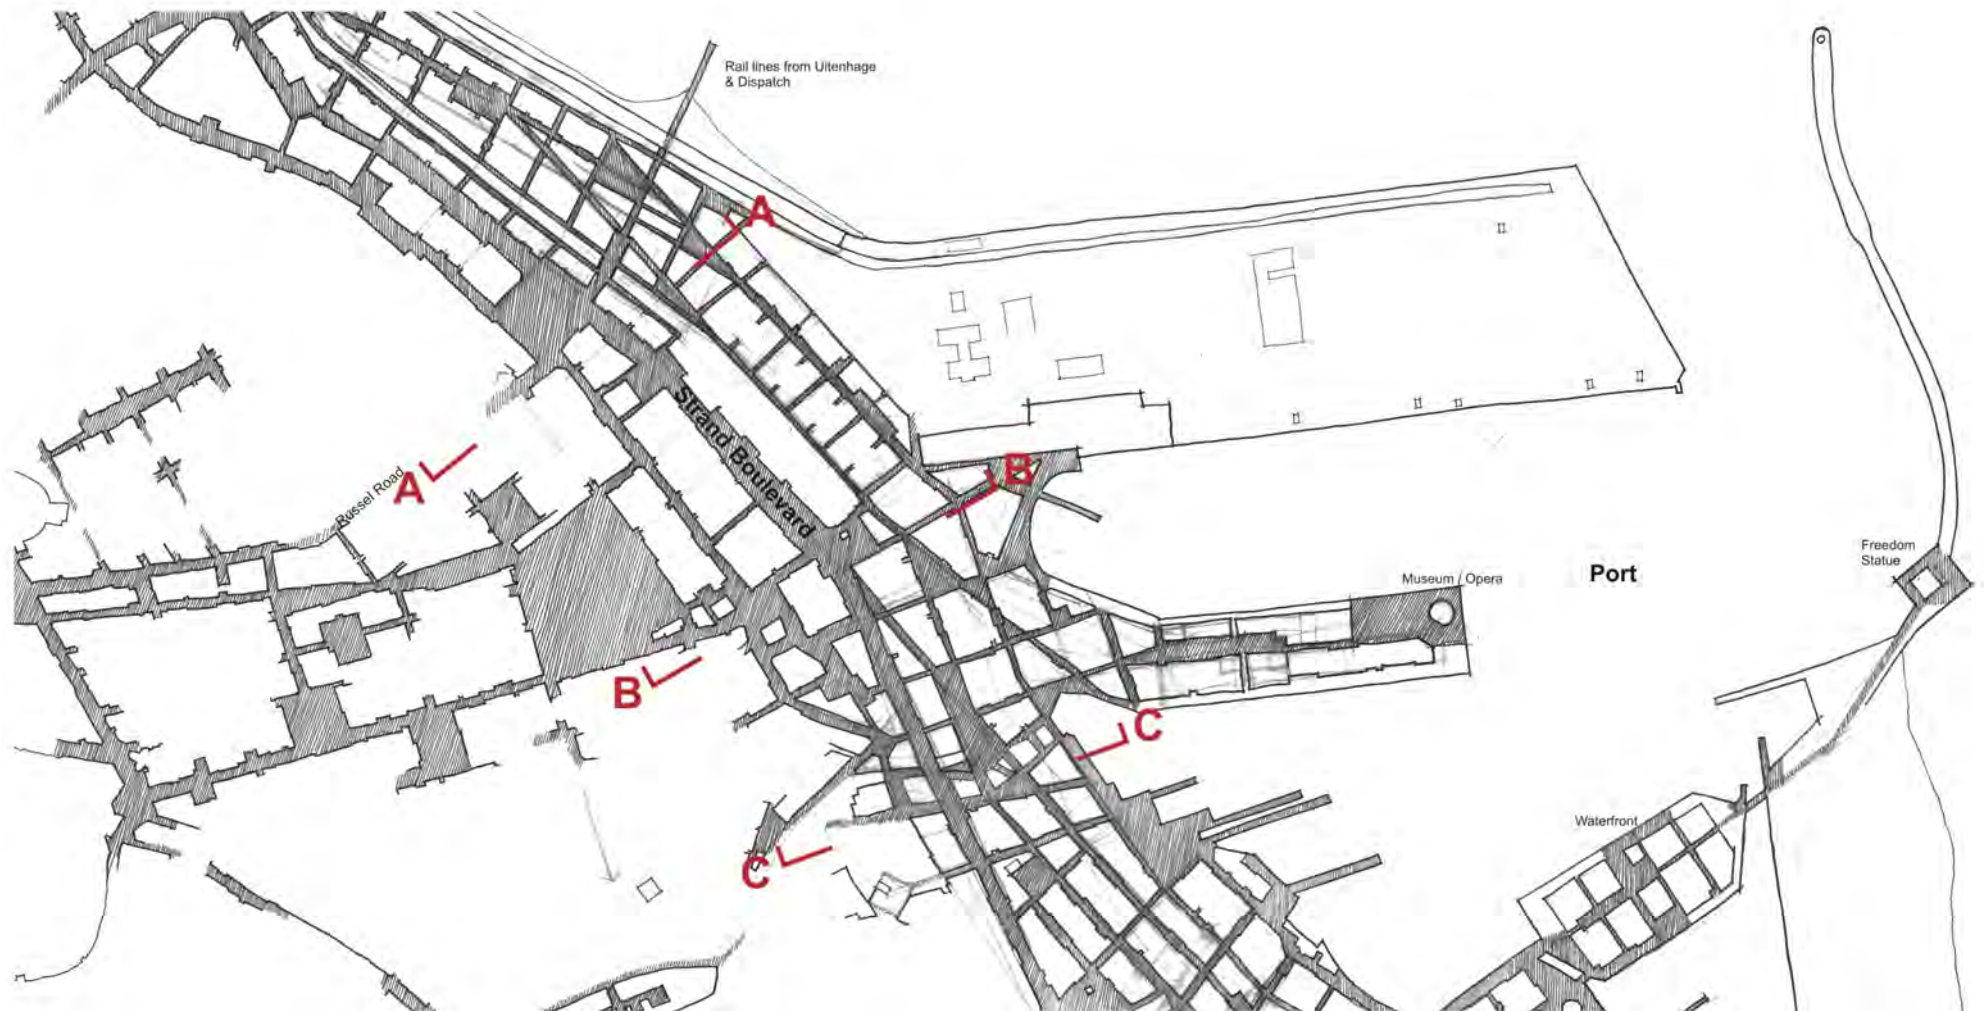 Rail lines from Uitenhage
& Dispatch
A
Strand Boulevard
B
A
Russel Road
Freedom
Statue
Port
Museum / Opera
B
C
Waterfront
C